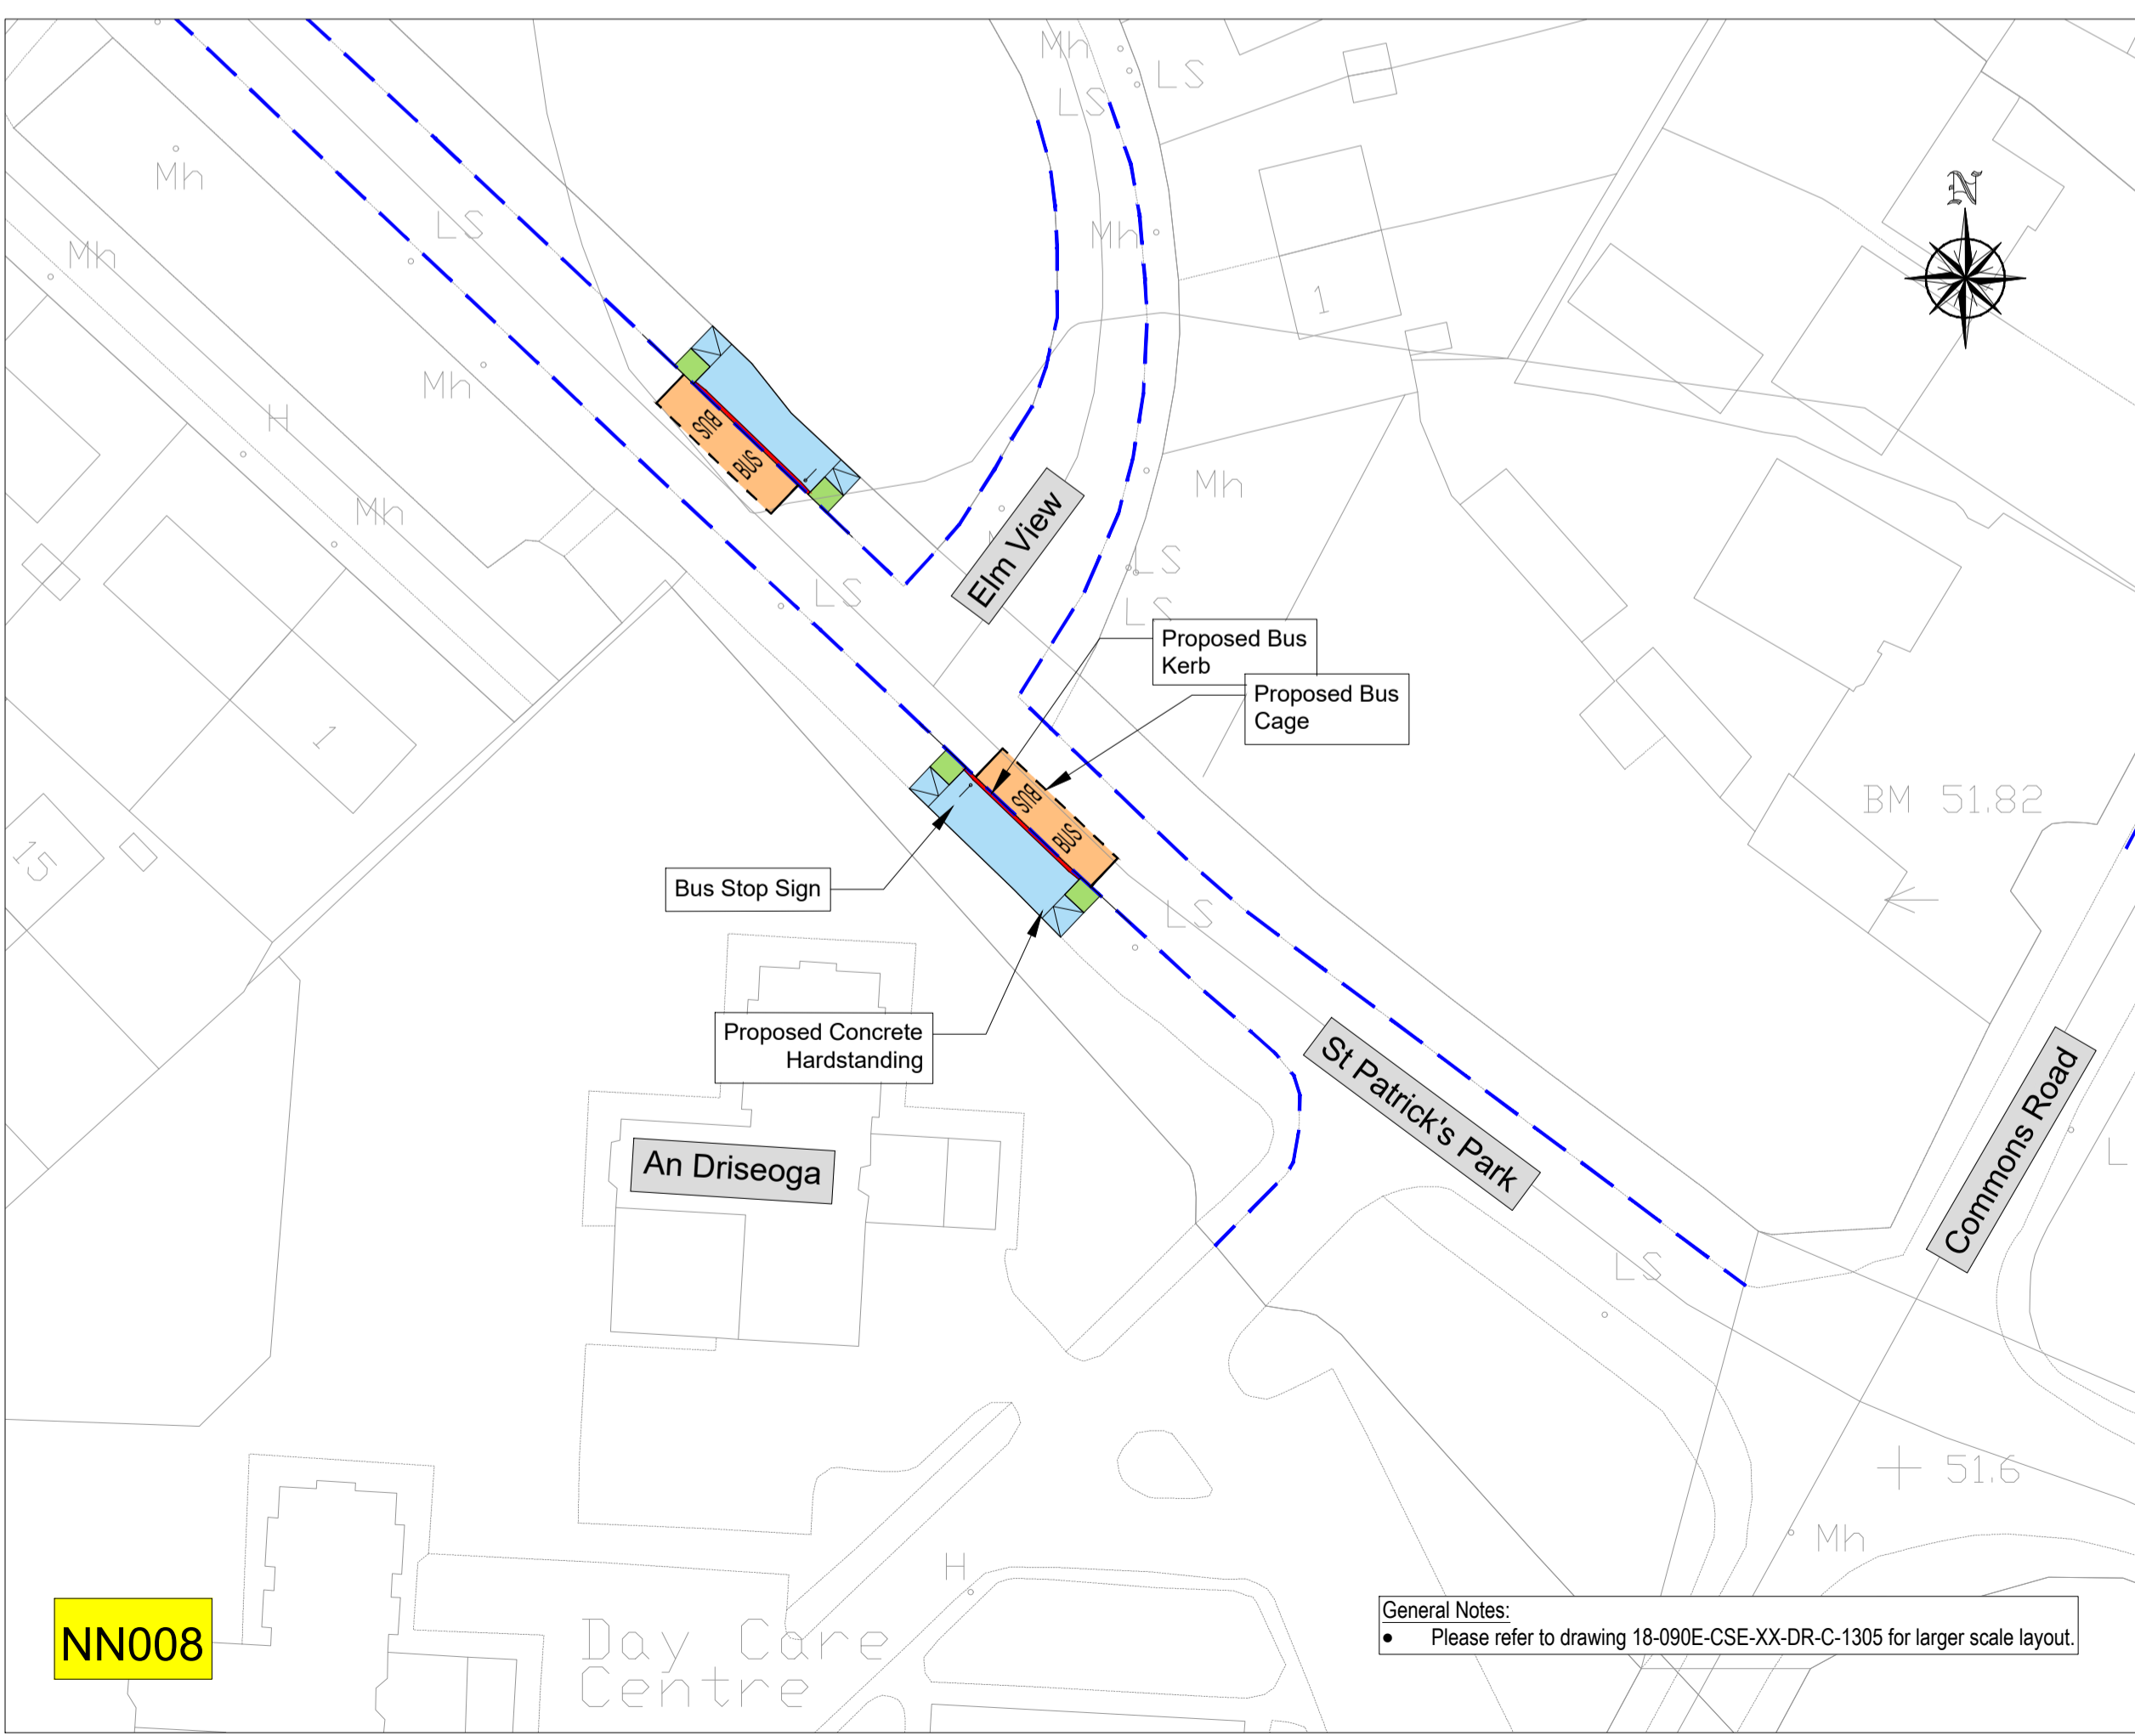 Mh
LS
LS
Mh
N
LS
Mh
Mh
1
Mh
H
BUS
BUS
Mh
Mh
Elm View
LS
LS
LS
Proposed Bus
Kerb
Proposed Bus
Cage
1
BUS
BUS
BM 51.82
15
Bus Stop Sign
LS
Proposed Concrete
Hardstanding
St Patrick's Park
Commons Road
An Driseoga
L
LS
51.6
Mh
H
General Notes:
• Please refer to drawing 18-090E-CSE-XX-DR-C-1305 for larger scale layout.
NN008
Day Care
Centre